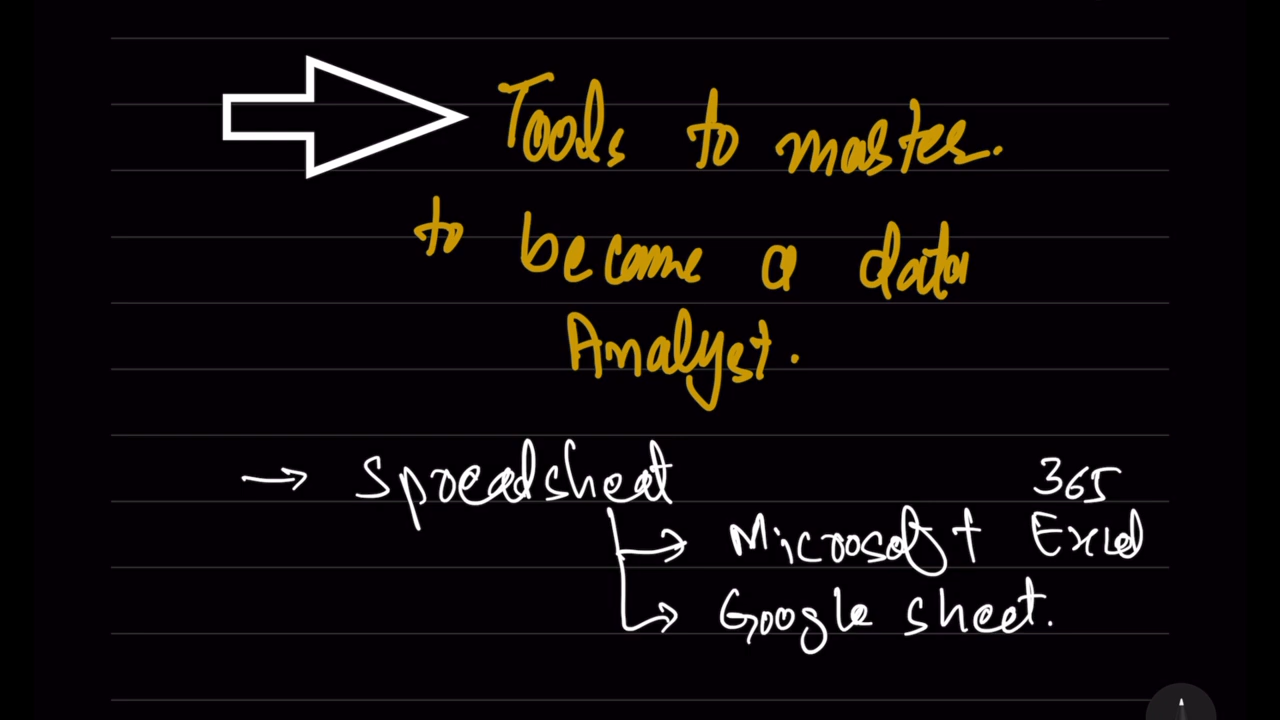 Tools to master.
to become a data
Analyst.
→ Spreadsheet
365
→ Microsoft Excel
→ Google sheet.